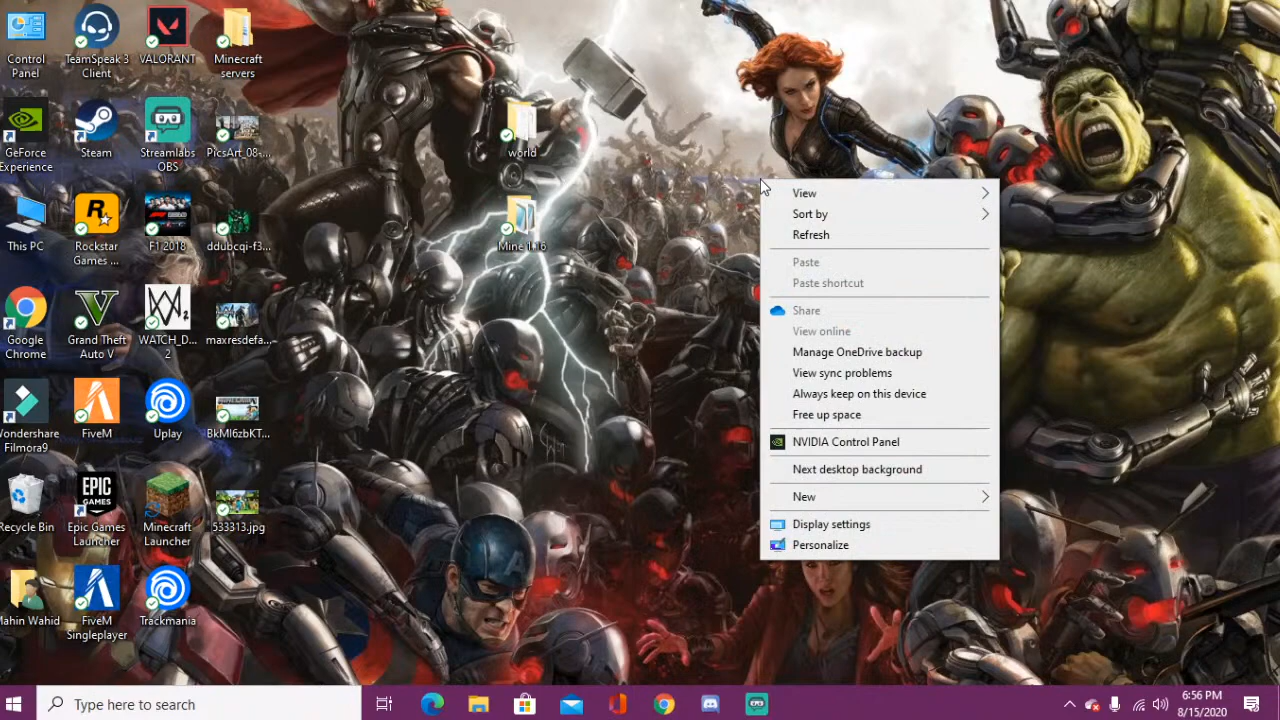 Control
Panel
TeamSpeak 3
Client
VALORANT
Minecraft
servers
GeForce
Experience
Steam
Streamlabs
OBS
PicsArt_08-...
world
This PC
Rockstar
Games ...
F1 2018
ddubcqi-f3...
Mine 1.16
Google
Chrome
Grand Theft
Auto V
WATCH_D...
2
maxresdefa...
Wondershare
Filmora9
FiveM
Uplay
BkMI6zbKT...
Recycle Bin
EPIC
GAMES
Epic Games
Launcher
Minecraft
Launcher
533313.jpg
Mahin Wahid
FiveM
Singleplayer
Trackmania
View
Sort by
Refresh
Paste
Paste shortcut
Share
View online
Manage OneDrive backup
View sync problems
Always keep on this device
Free up space
NVIDIA Control Panel
Next desktop background
New
Display settings
Personalize
Type here to search
6:56 PM
8/15/2020